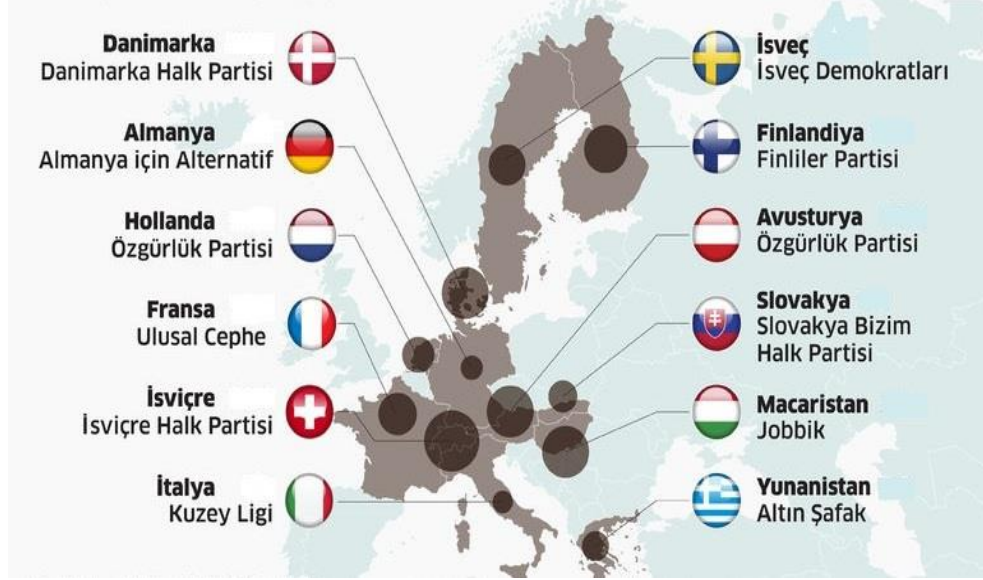 Danimarka
Danimarka Halk Partisi
Almanya
Almanya için Alternatif
Hollanda
Özgürlük Partisi
Fransa
Ulusal Cephe
İsviçre
İsviçre Halk Partisi
İtalya
Kuzey Ligi
İsveç
İsveç Demokratları
Finlandiya
Finliler Partisi
Avusturya
Özgürlük Partisi
Slovakya
Slovakya Bizim
Halk Partisi
Macaristan
Jobbik
Yunanistan
Altın Şafak